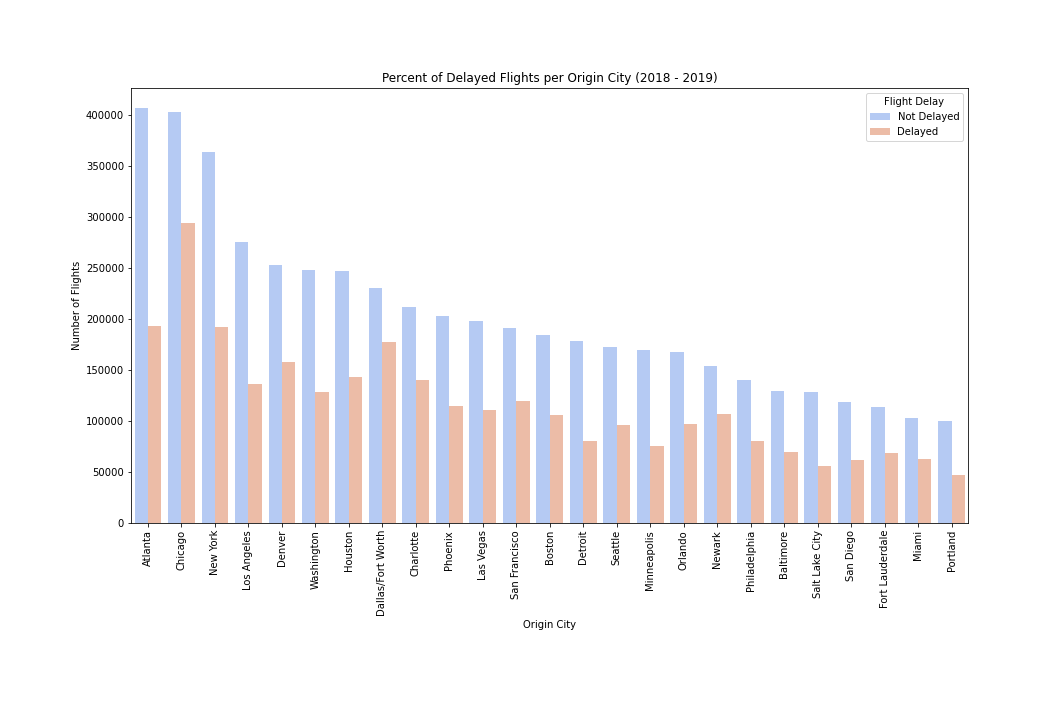 Percent of Delayed Flights per Origin City (2018 - 2019)
Flight Delay
Not Delayed
Delayed
Number of Flights
400000
350000
300000
250000
200000
150000
100000
50000
0
Atlanta
Chicago
New York
Los Angeles
Denver
Washington
Houston
Dallas/Fort Worth
Charlotte
Phoenix
Las Vegas
San Francisco
Boston
Detroit
Seattle
Minneapolis
Orlando
Newark
Philadelphia
Baltimore
Salt Lake City
San Diego
Fort Lauderdale
Miami
Portland
Origin City